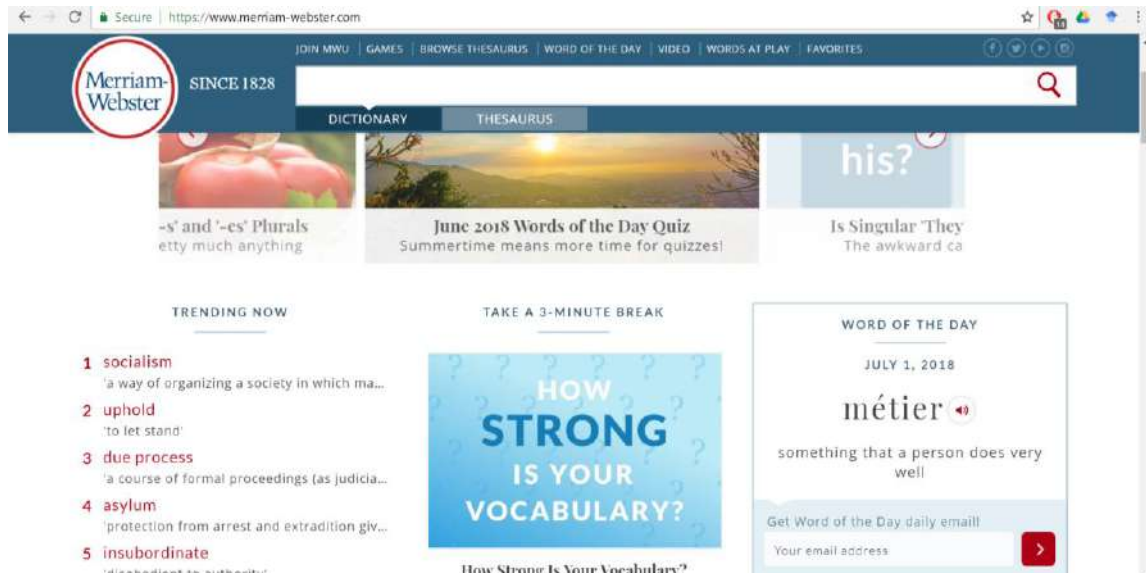 Secure https://www.merriam-webster.com
JOIN MWU GAMES BROWSE THESAURUS WORD OF THE DAY VIDEO WORDS AT PLAY FAVORITES
Merriam-
Webster
SINCE 1828
DICTIONARY THESAURUS
-s' and '-es' Plurals
etty much anything
June 2018 Words of the Day Quiz
Summertime means more time for quizzes!
his?
Is Singular 'They
The awkward ca
TRENDING NOW
1 socialism
'a way of organizing a society in which ma...
2 uphold
'to let stand'
3 due process
'a course of formal proceedings (as judicia...
4 asylum
'protection from arrest and extradition giv...
5 insubordinate
'disobedient to authority'
TAKE A 3-MINUTE BREAK
HOW
STRONG
IS YOUR
VOCABULARY?
How Strong Is Your Vocabulary?
WORD OF THE DAY
JULY 1, 2018
métier
something that a person does very
well
Get Word of the Day daily email!
Your email address